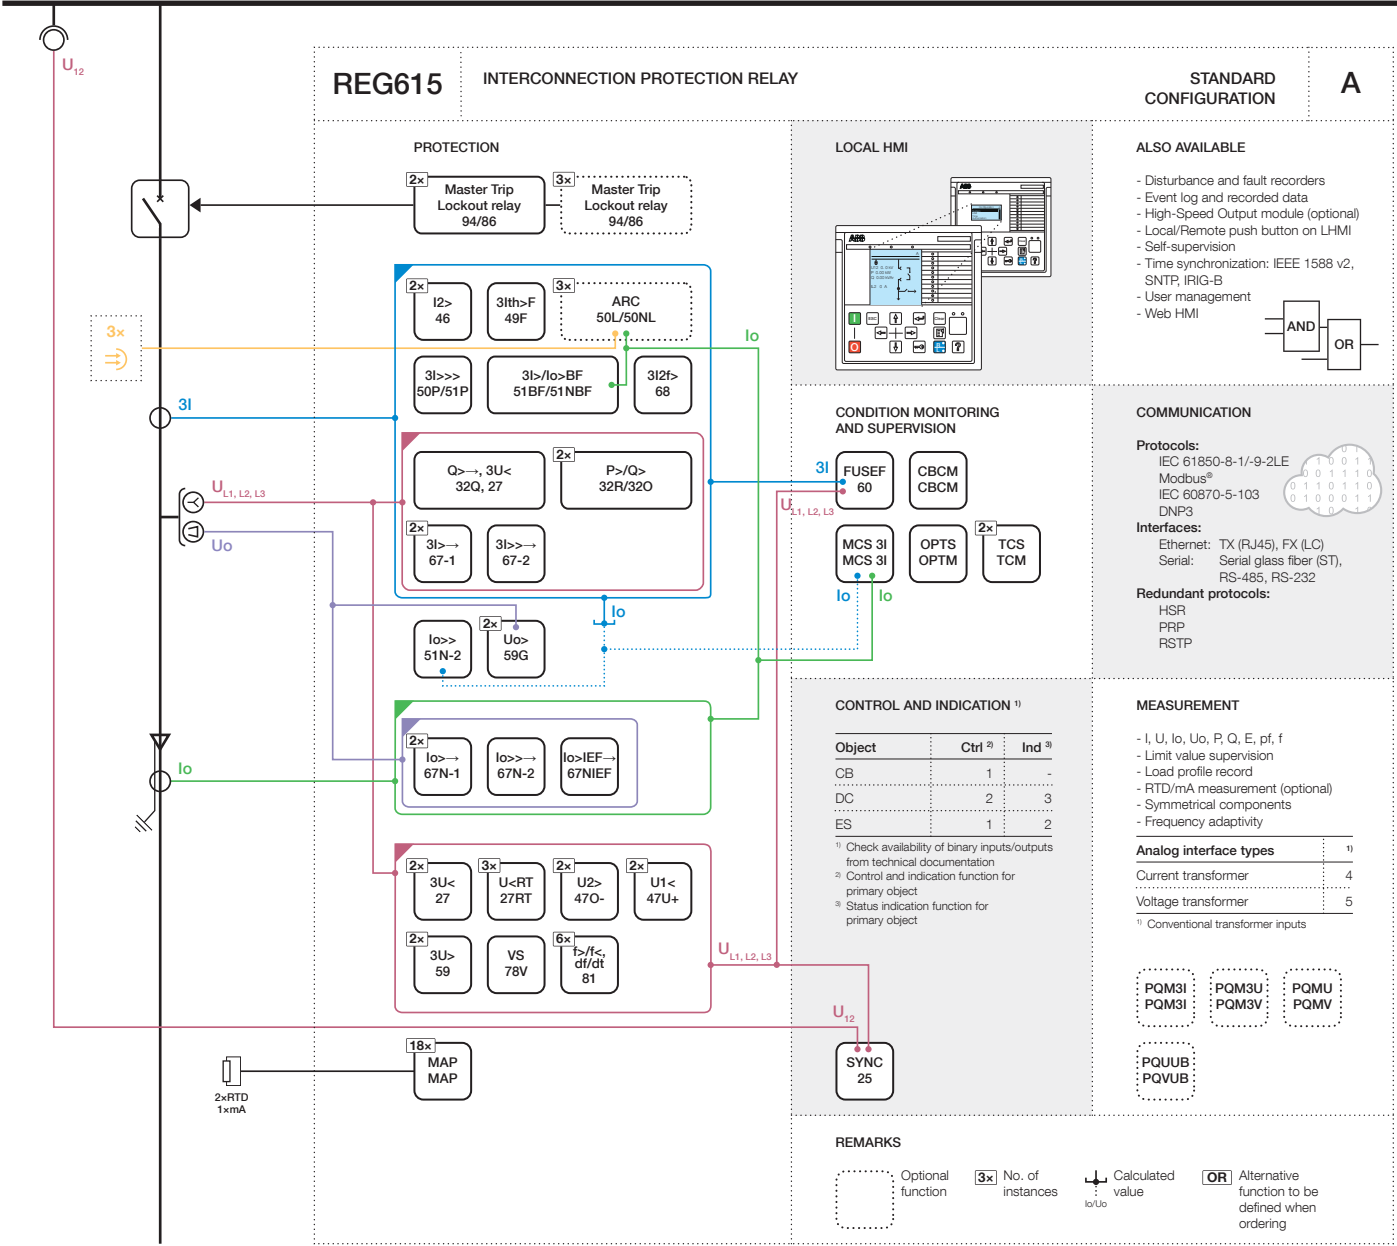 U12
REG615
INTERCONNECTION PROTECTION RELAY
STANDARD
CONFIGURATION
A
PROTECTION
2×
Master Trip
Lockout relay
94/86
3×
Master Trip
Lockout relay
94/86
2×
I2>
46
3Ith>F
49F
3×
ARC
50L/50NL
3×
Io
3I>>>
50P/51P
3I>/Io>BF
51BF/51NBF
3I2f>
68
3I
Q>→, 3U<
32Q, 27
2×
P>/Q>
32R/32O
UL1, L2, L3
Uo
2×
3I>→
67-1
3I>>→
67-2
Io
Io>>
51N-2
2×
Uo>
59G
2×
Io>→
67N-1
Io>>→
67N-2
Io>IEF→
67NIEF
Io
2×
3U<
27
3×
U<RT
27RT
2×
U2>
47O-
2×
U1<
47U+
2×
3U>
59
VS
78V
6×
f>/f<,
df/dt
81
UL1, L2, L3
U12
18×
MAP
MAP
2xRTD
1xmA
LOCAL HMI
ABB
ABB
ESC
CONDITION MONITORING
AND SUPERVISION
3I
FUSEF
60
CBCM
CBCM
UL1, L2, L3
MCS 3I
MCS 3I
OPTS
OPTM
2×
TCS
TCM
Io
Io
CONTROL AND INDICATION 1)
Object Ctrl 2) Ind 3)
CB 1 -
DC 2 3
ES 1 2
1) Check availability of binary inputs/outputs
from technical documentation
2) Control and indication function for
primary object
3) Status indication function for
primary object
SYNC
25
ALSO AVAILABLE
- Disturbance and fault recorders
- Event log and recorded data
- High-Speed Output module (optional)
- Local/Remote push button on LHMI
- Self-supervision
- Time synchronization: IEEE 1588 v2,
SNTP, IRIG-B
- User management
- Web HMI
AND
OR
COMMUNICATION
Protocols:
IEC 61850-8-1/-9-2LE
Modbus®
IEC 60870-5-103
DNP3
Interfaces:
Ethernet: TX (RJ45), FX (LC)
Serial: Serial glass fiber (ST),
RS-485, RS-232
Redundant protocols:
HSR
PRP
RSTP
MEASUREMENT
- I, U, Io, Uo, P, Q, E, pf, f
- Limit value supervision
- Load profile record
- RTD/mA measurement (optional)
- Symmetrical components
- Frequency adaptivity
Analog interface types 1)
Current transformer 4
Voltage transformer 5
1) Conventional transformer inputs
PQM3I
PQM3I
PQM3U
PQM3V
PQMU
PQMV
PQUUB
PQVUB
REMARKS
Optional
function
3×
No. of
instances
Calculated
value
Io/Uo
OR
Alternative
function to be
defined when
ordering